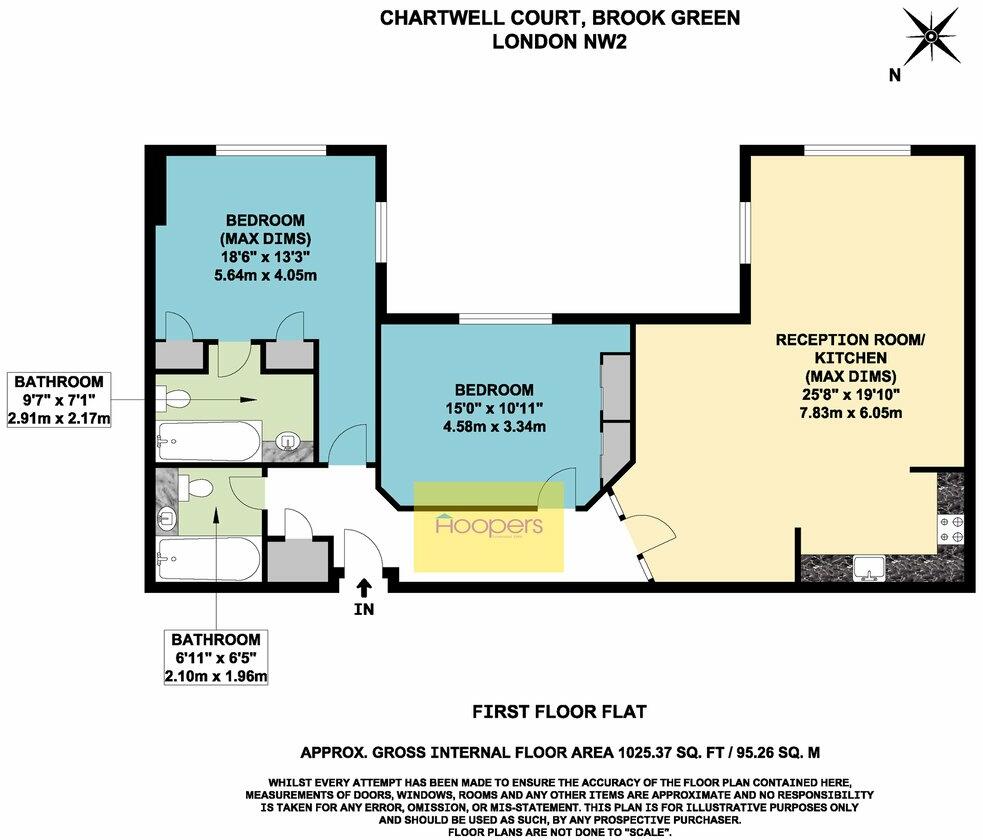 CHARTWELL COURT, BROOK GREEN
LONDON NW2
N
BEDROOM
(MAX DIMS)
18'6" x 13'3"
5.64m x 4.05m
RECEPTION ROOM/
KITCHEN
(MAX DIMS)
25'8" x 19'10"
7.83m x 6.05m
BATHROOM
9'7" x 7'1"
2.91m x 2.17m
BEDROOM
15'0" x 10'11"
4.58m x 3.34m
Hoopers
IN
BATHROOM
6'11" x 6'5"
2.10m x 1.96m
FIRST FLOOR FLAT
APPROX. GROSS INTERNAL FLOOR AREA 1025.37 SQ. FT / 95.26 SQ. M
WHILST EVERY ATTEMPT HAS BEEN MADE TO ENSURE THE ACCURACY OF THE FLOOR PLAN CONTAINED HERE,
MEASUREMENTS OF DOORS, WINDOWS, ROOMS AND ANY OTHER ITEMS ARE APPROXIMATE AND NO RESPONSIBILITY
IS TAKEN FOR ANY ERROR, OMISSION, OR MIS-STATEMENT. THIS PLAN IS FOR ILLUSTRATIVE PURPOSES ONLY
AND SHOULD BE USED AS SUCH, BY ANY PROSPECTIVE PURCHASER.
FLOOR PLANS ARE NOT DONE TO "SCALE".